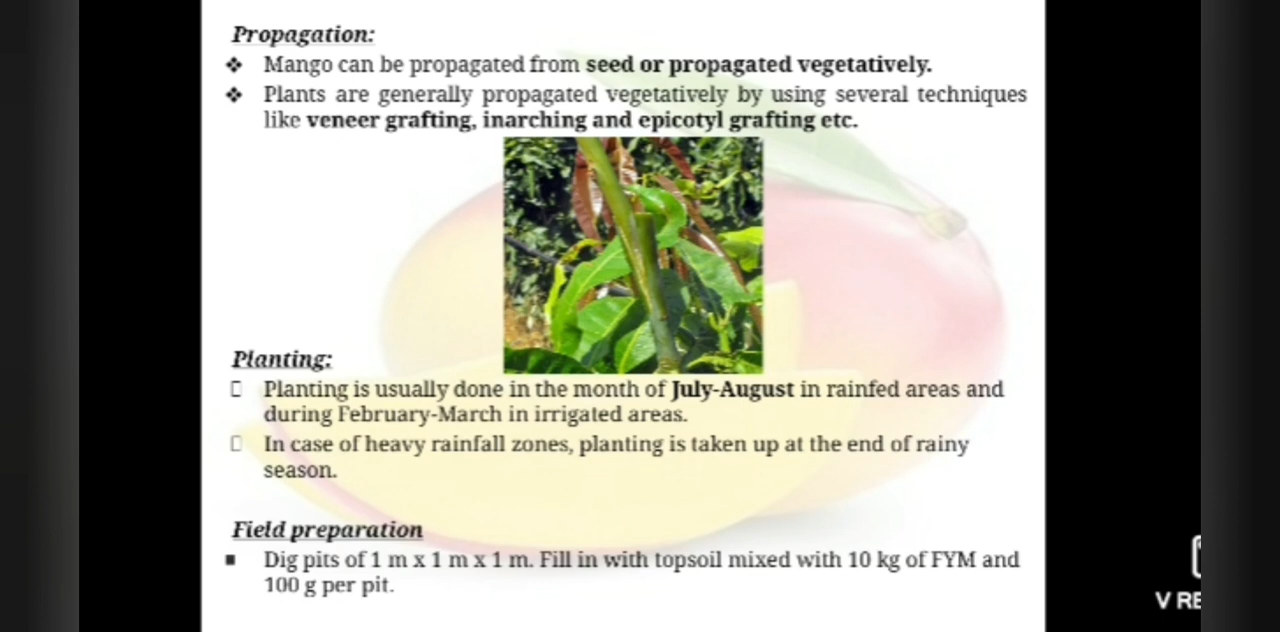 Propagation:
❖ Mango can be propagated from seed or propagated vegetatively.
❖ Plants are generally propagated vegetatively by using several techniques
like veneer grafting, inarching and epicotyl grafting etc.
Planting:
Planting is usually done in the month of July-August in rainfed areas and
during February-March in irrigated areas.
In case of heavy rainfall zones, planting is taken up at the end of rainy
season.
Field preparation
▪ Dig pits of 1 m x 1 m x 1 m. Fill in with topsoil mixed with 10 kg of FYM and
100 g per pit.
V RE